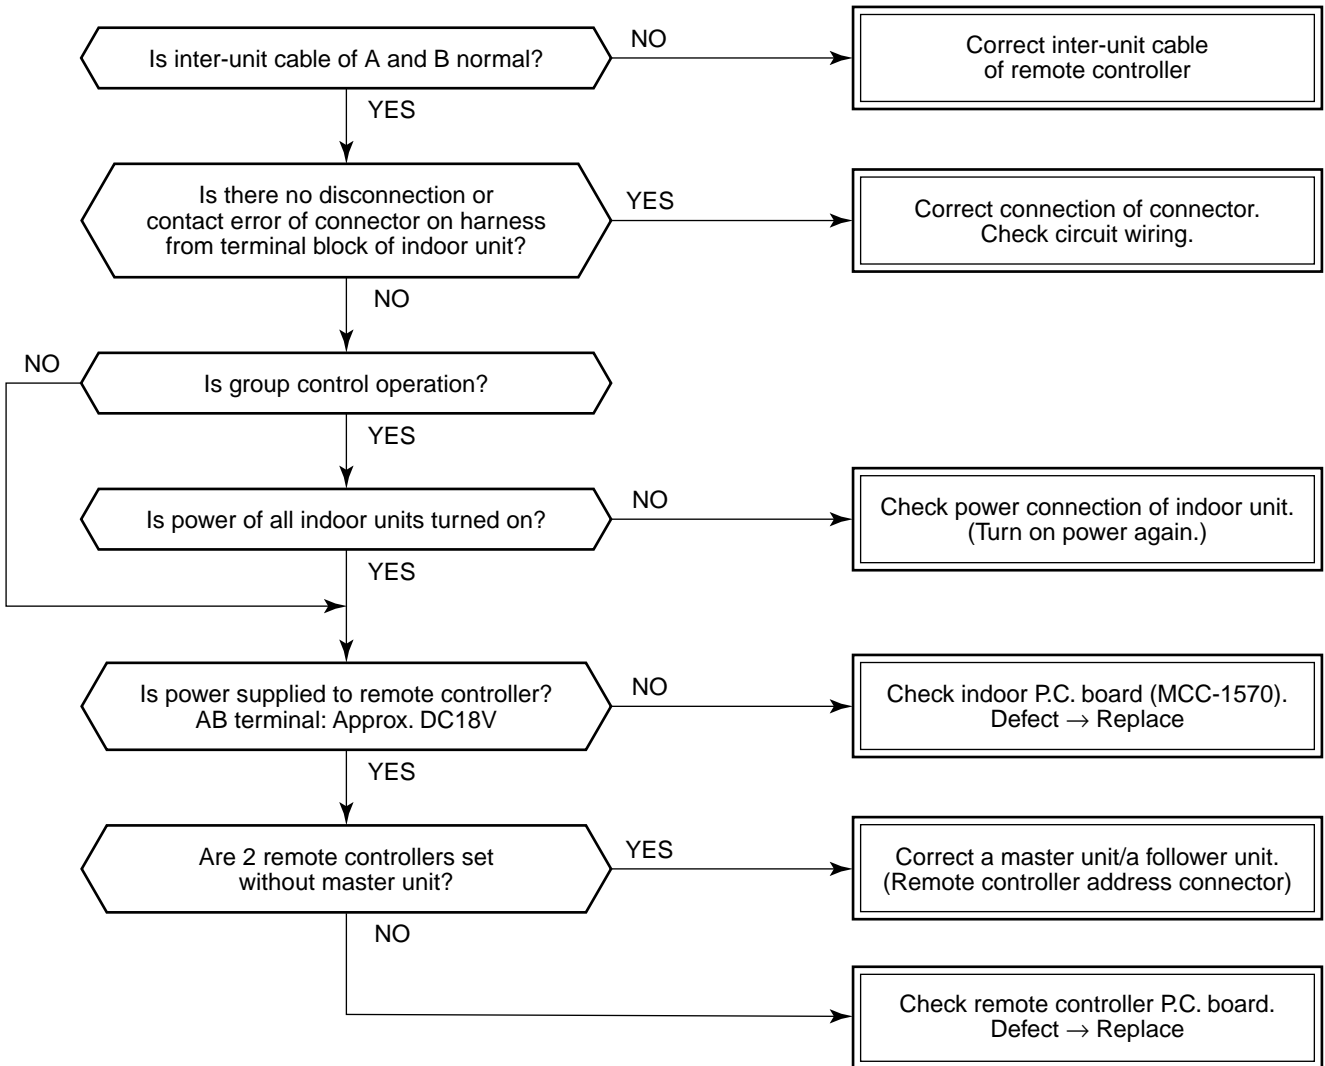 Is inter-unit cable of A and B normal?
NO
Correct inter-unit cable
of remote controller
YES
Is there no disconnection or
contact error of connector on harness
from terminal block of indoor unit?
YES
Correct connection of connector.
Check circuit wiring.
NO
NO
Is group control operation?
YES
Is power of all indoor units turned on?
NO
Check power connection of indoor unit.
(Turn on power again.)
YES
Is power supplied to remote controller?
AB terminal: Approx. DC18V
NO
Check indoor P.C. board (MCC-1570).
Defect → Replace
YES
Are 2 remote controllers set
without master unit?
YES
Correct a master unit/a follower unit.
(Remote controller address connector)
NO
Check remote controller P.C. board.
Defect → Replace